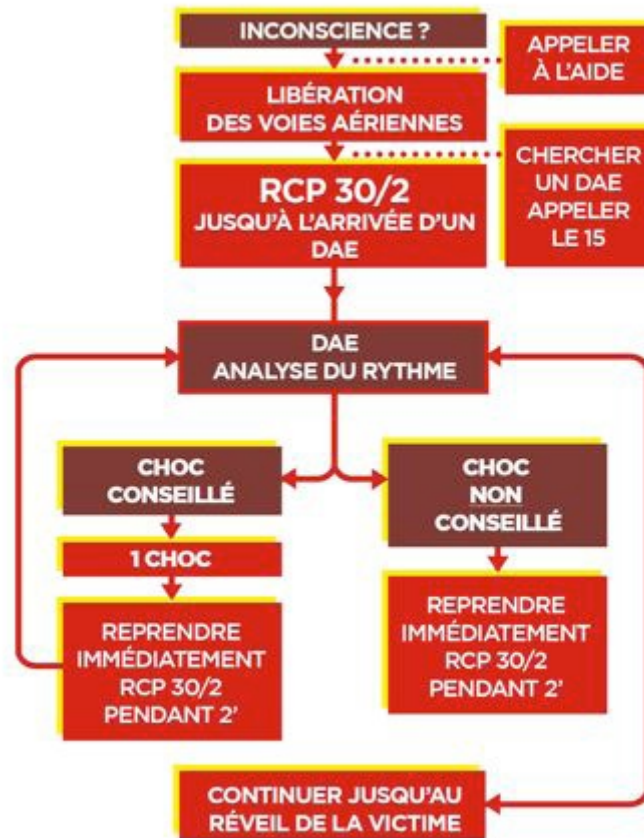 INCONSCIENCE ?
APPELER
À L'AIDE
LIBÉRATION
DES VOIES AÉRIENNES
CHERCHER
UN DAE
APPELER
LE 15
RCP 30/2
JUSQU'À L'ARRIVÉE D'UN
DAE
DAE
ANALYSE DU RYTHME
CHOC
CONSEILLÉ
1 CHOC
REPRENDRE
IMMÉDIATEMENT
RCP 30/2
PENDANT 2'
CHOC
NON
CONSEILLÉ
REPRENDRE
IMMÉDIATEMENT
RCP 30/2
PENDANT 2'
CONTINUER JUSQU'AU
RÉVEIL DE LA VICTIME